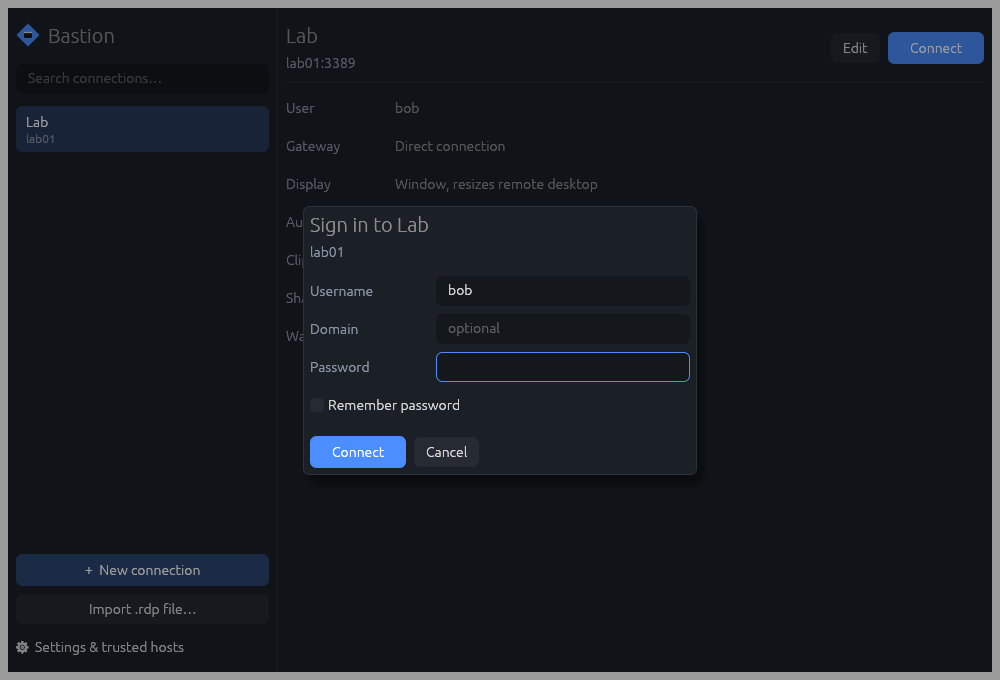 Bastion
Search connections…
Lab
lab01
+ New connection
Import .rdp file…
Settings & trusted hosts
Lab
lab01:3389
Edit
Connect
User bob
Gateway Direct connection
Display Window, resizes remote desktop
Sign in to Lab
lab01
Username bob
Domain optional
Password
Remember password
Connect Cancel